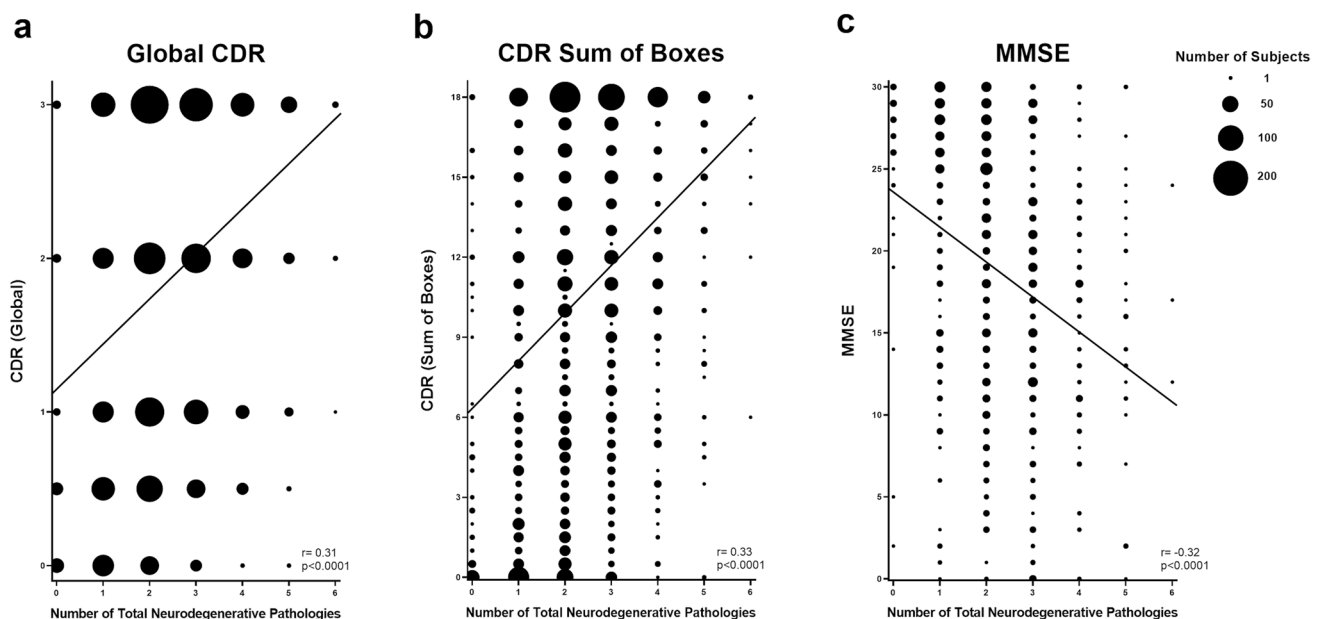 a
Global CDR
CDR (Global)
3
2
1
0
0 1 2 3 4 5 6
r= 0.31
p<0.0001
Number of Total Neurodegenerative Pathologies
b
CDR Sum of Boxes
CDR (Sum of Boxes)
18
15
12
9
6
3
0
0 1 2 3 4 5 6
r= 0.33
p<0.0001
Number of Total Neurodegenerative Pathologies
c
MMSE
MMSE
30
25
20
15
10
5
0
0 1 2 3 4 5 6
r= -0.32
p<0.0001
Number of Total Neurodegenerative Pathologies
Number of Subjects
1
50
100
200